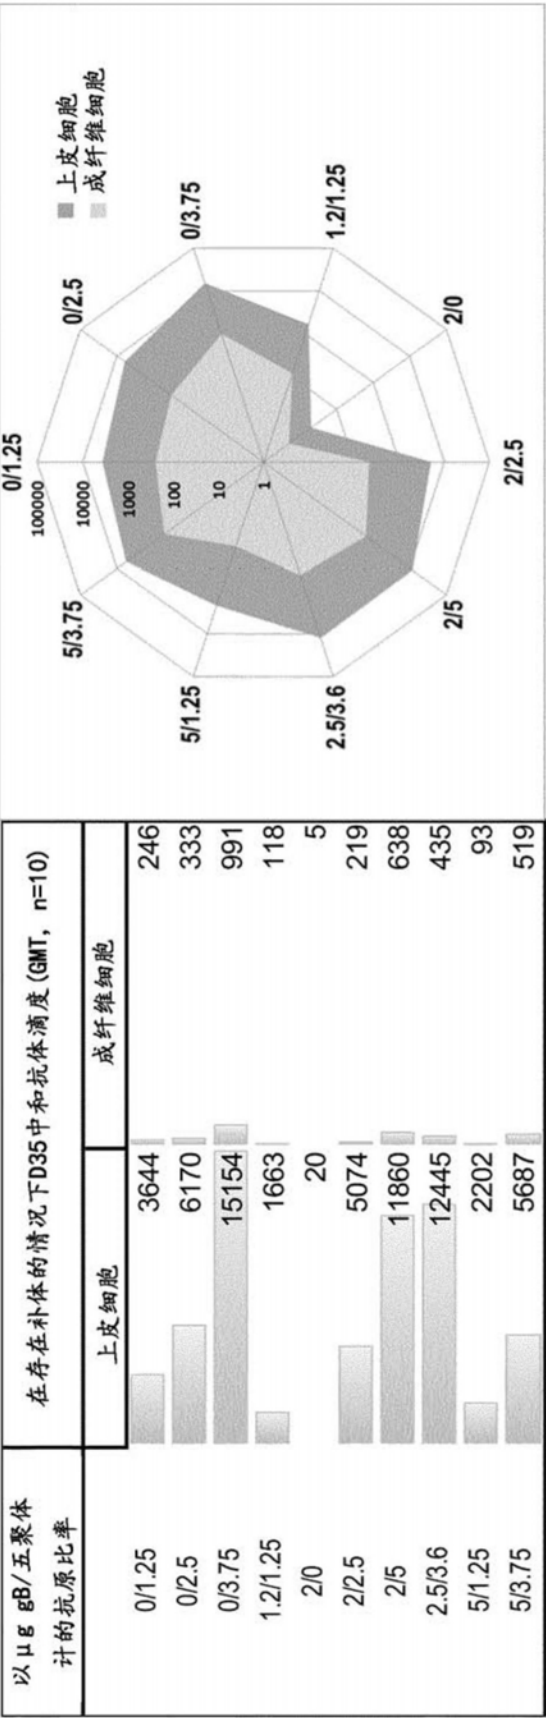 以μg gB/五聚体
计的抗原比率
在存在补体的情况下D35中和抗体滴度(GMT, n=10)
上皮细胞
成纤维细胞
0/1.25 3644 246
0/2.5 6170 333
0/3.75 15154 991
1.2/1.25 1663 118
2/0 20 5
2/2.5 5074 219
2/5 11860 638
2.5/3.6 12445 435
5/1.25 2202 93
5/3.75 5687 519
上皮细胞
成纤维细胞
0/1.25
0/2.5
0/3.75
1.2/1.25
2/0
2/2.5
2/5
2.5/3.6
5/1.25
5/3.75
100000
10000
1000
100
10
1